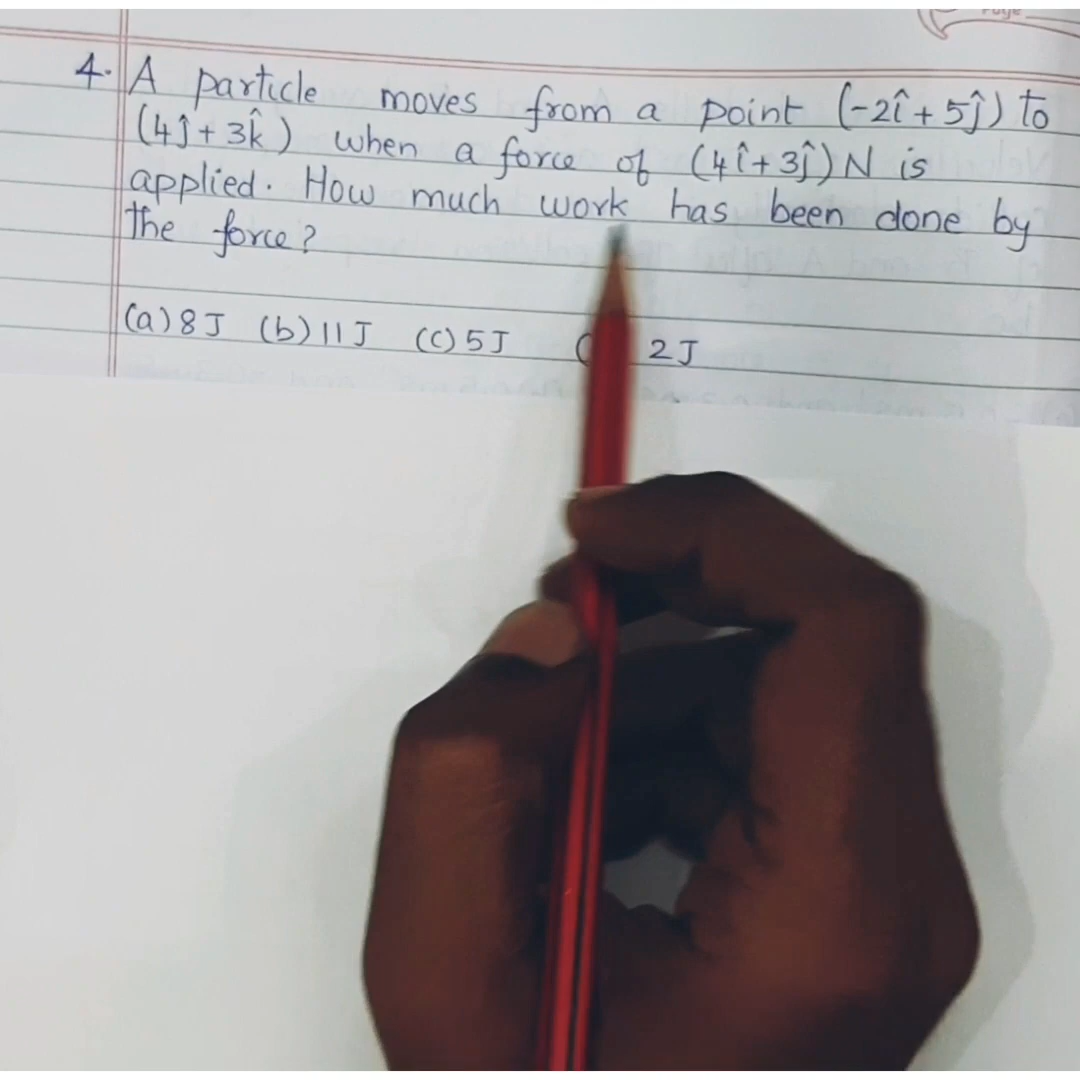 4. A particle moves from a point (-2î + 5ĵ) to
(4ĵ + 3k̂) when a force of (4î + 3ĵ) N is
applied. How much work has been done by
the force?
(a) 8 J (b) 11 J (c) 5 J ( 2 J